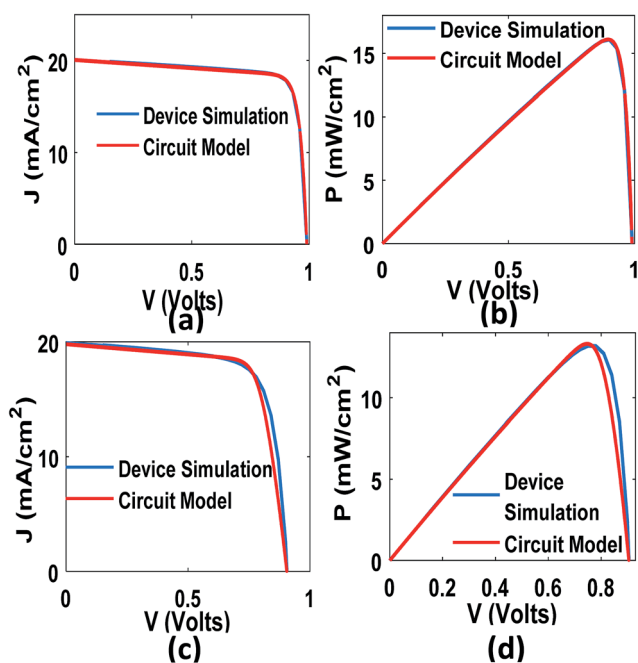 J (mA/cm²)
20
10
0
Device Simulation
Circuit Model
0
0.5
1
V (Volts)
(a)
P (mW/cm²)
15
10
5
0
Device Simulation
Circuit Model
0
0.5
1
V (Volts)
(b)
J (mA/cm²)
20
10
0
Device Simulation
Circuit Model
0
0.5
1
V (Volts)
(c)
P (mW/cm²)
10
5
0
Device
Simulation
Circuit Model
0
0.2
0.4
0.6
0.8
V (Volts)
(d)